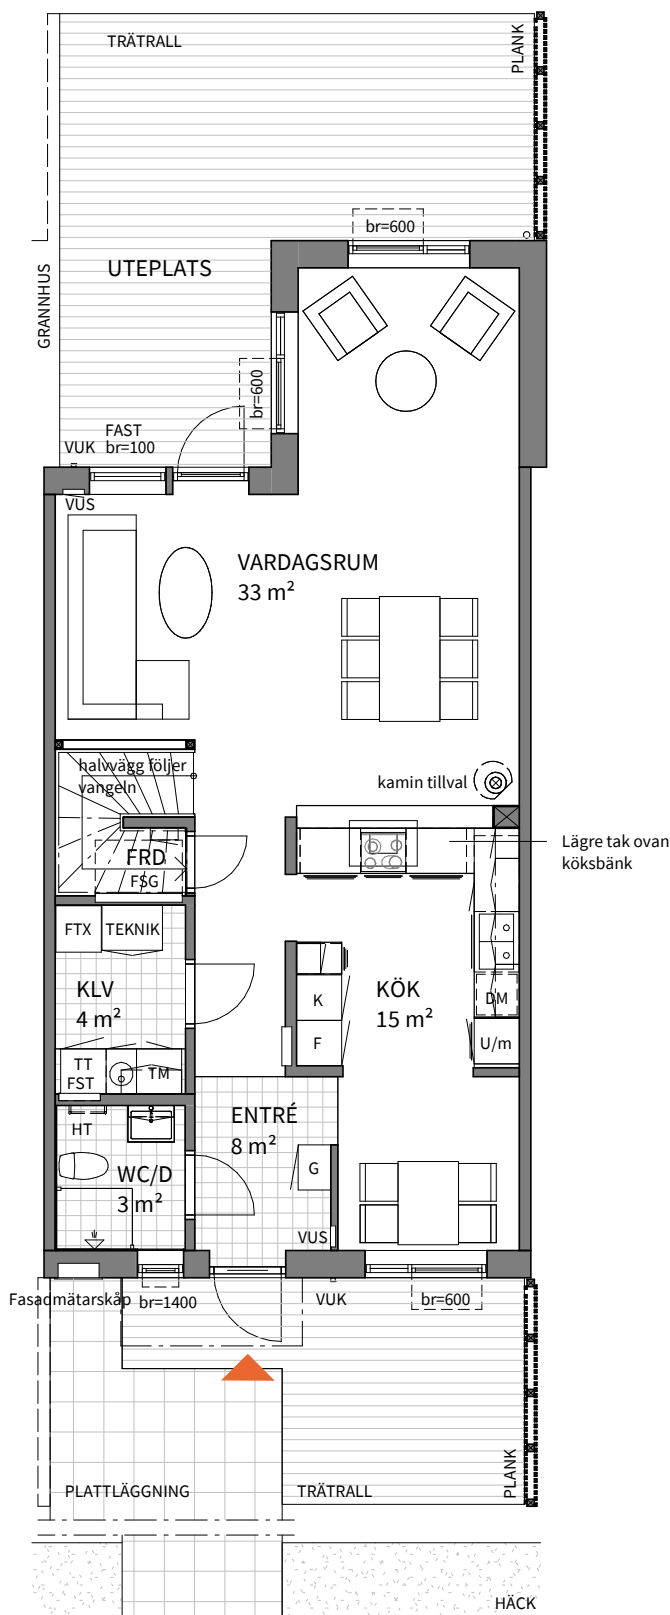 TRÄTRALL
PLANK
br=600
UTEPLATS
GRANNHUS
br=600
FAST
VUK br=100
VUS
VARDAGSRUM
33 m²
halvvägg följer
vangeln
kamin tillval
Lägre tak ovan
köksbänk
FRD
FSG
FTX
TEKNIK
KLV
4 m²
K
KÖK
15 m²
DM
F
U/m
TT
FST
TM
ENTRÉ
8 m²
HT
WC/D
3 m²
G
VUS
Fasadmätarskåp
br=1400
VUK
br=600
PLANK
PLATTLÄGGNING
TRÄTRALL
HÄCK